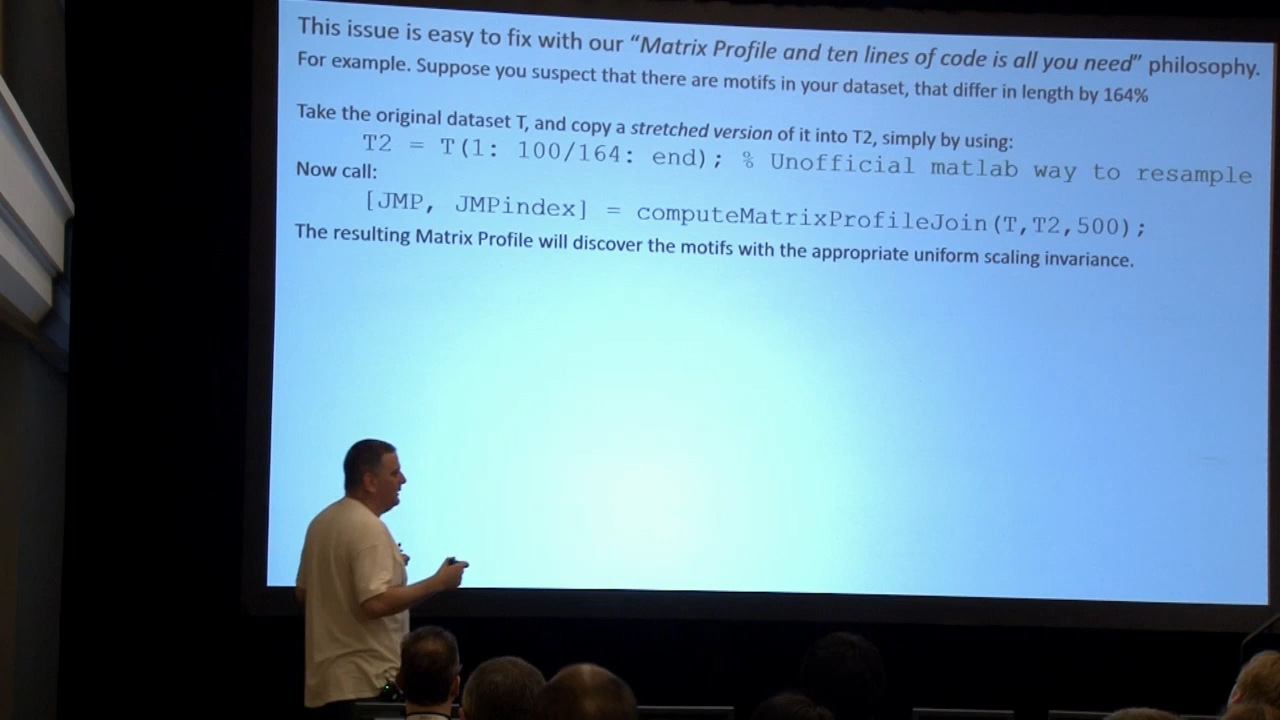 This issue is easy to fix with our “Matrix Profile and ten lines of code is all you need” philosophy.
For example. Suppose you suspect that there are motifs in your dataset, that differ in length by 164%
Take the original dataset T, and copy a stretched version of it into T2, simply by using:
T2 = T(1: 100/164: end); % Unofficial matlab way to resample
Now call:
[JMP, JMPindex] = computeMatrixProfileJoin(T,T2,500);
The resulting Matrix Profile will discover the motifs with the appropriate uniform scaling invariance.